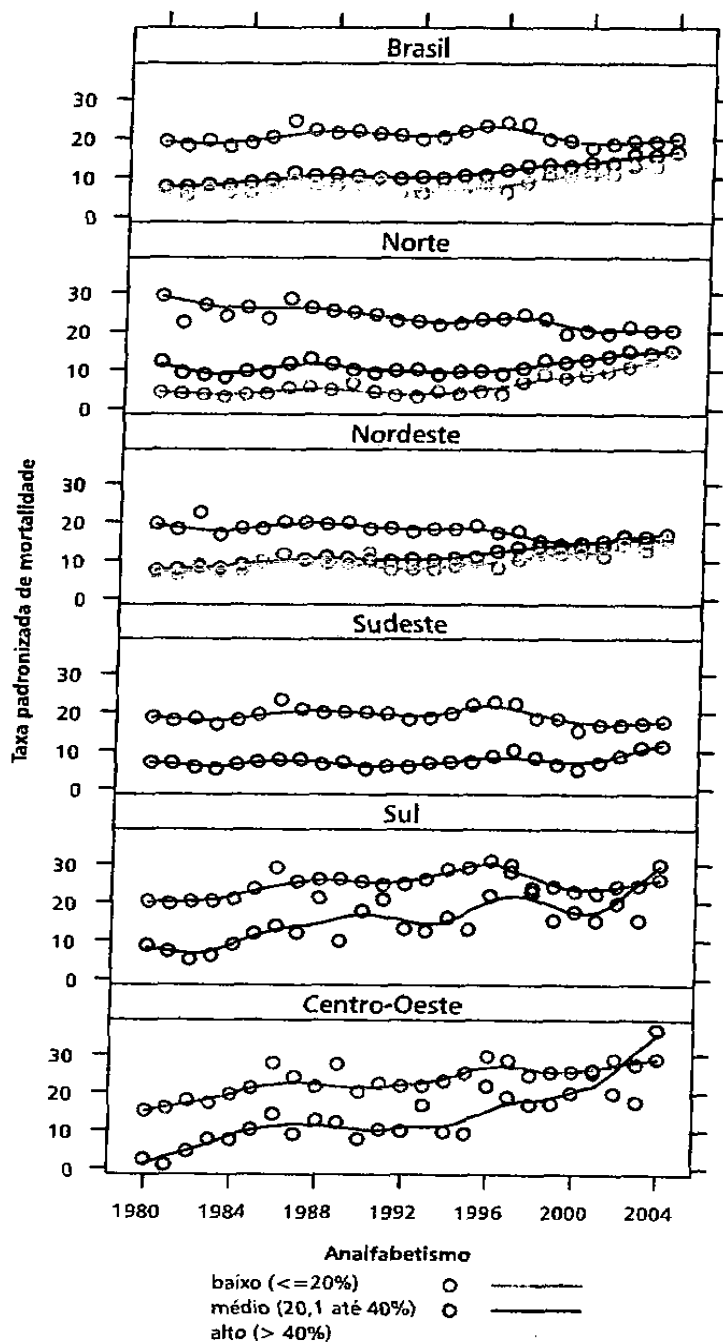 Brasil
30
20
10
0
Norte
30
20
10
0
Nordeste
30
20
10
0
Sudeste
30
20
10
0
Sul
30
20
10
0
Centro-Oeste
30
20
10
0
Taxa padronizada de mortalidade
1980 1984 1988 1992 1996 2000 2004
Analfabetismo
baixo (<=20%)
médio (20,1 até 40%)
alto (> 40%)